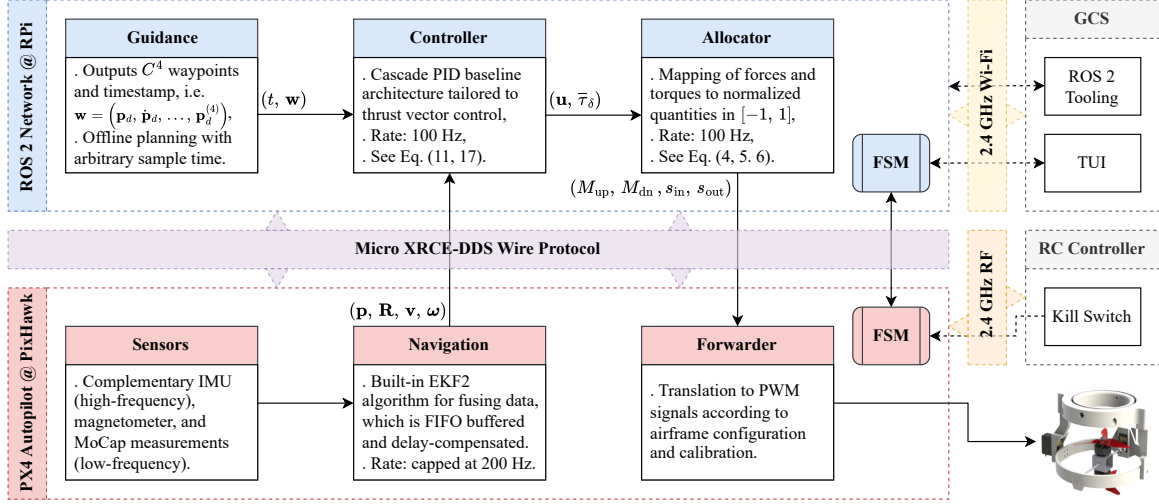 ROS 2 Network @ RPi
Guidance
. Outputs C⁴ waypoints
and timestamp, i.e.
w = (p_d, ṗ_d, . . . , p_d^(4)),
. Offline planning with
arbitrary sample time.
(t, w)
Controller
. Cascade PID baseline
architecture tailored to
thrust vector control,
. Rate: 100 Hz,
. See Eq. (11, 17).
(u, τ̅_δ)
Allocator
. Mapping of forces and
torques to normalized
quantities in [−1, 1],
. Rate: 100 Hz,
. See Eq. (4, 5. 6).
(M_up, M_dn , s_in, s_out)
FSM
2.4 GHz Wi-Fi
GCS
ROS 2
Tooling
TUI
Micro XRCE-DDS Wire Protocol
PX4 Autopilot @ PixHawk
(p, R, v, ω)
Sensors
. Complementary IMU
(high-frequency),
magnetometer, and
MoCap measurements
(low-frequency).
Navigation
. Built-in EKF2
algorithm for fusing data,
which is FIFO buffered
and delay-compensated.
. Rate: capped at 200 Hz.
Forwarder
. Translation to PWM
signals according to
airframe configuration
and calibration.
FSM
2.4 GHz RF
RC Controller
Kill Switch